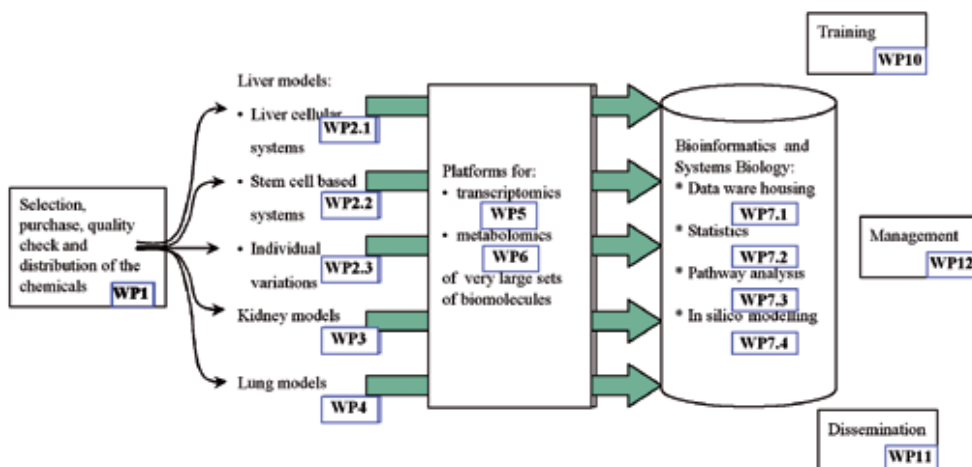 Training
WP10
Liver models:
• Liver cellular
WP2.1
systems
• Stem cell based
WP2.2
systems
• Individual
WP2.3
variations
Kidney models
WP3
Lung models
WP4
Selection,
purchase, quality
check and
distribution of the
chemicals
WP1
Platforms for:
• transcriptomics
WP5
• metabolomics
WP6
of very large sets
of biomolecules
Bioinformatics and
Systems Biology:
* Data ware housing
WP7.1
* Statistics
WP7.2
* Pathway analysis
WP7.3
* In silico modelling
WP7.4
Management
WP12
Dissemination
WP11